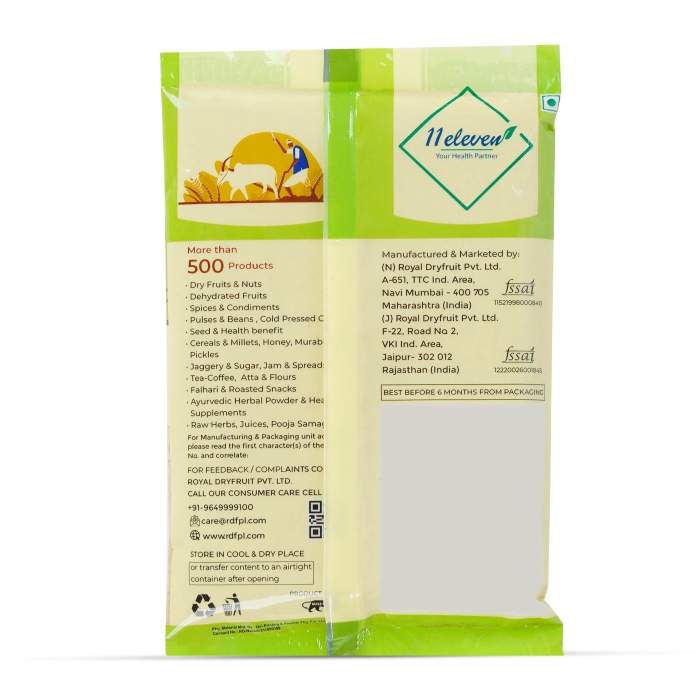 11 eleven
Your Health Partner
More than
500 Products
• Dry Fruits & Nuts
• Dehydrated Fruits
• Spices & Condiments
• Pulses & Beans , Cold Pressed
• Seed & Health benefit
• Cereals & Millets, Honey,
Pickles
• Jaggery & Sugar, Jam &
• Tea-Coffee, Atta & Flours
• Falhari & Roasted Snacks
• Ayurvedic Herbal Powder &
Supplements
• Raw Herbs, Juices, Pooja
For Manufacturing & Packaging unit
please read the first character(s) of the
No. and correlate:
FOR FEEDBACK / COMPLAINTS
ROYAL DRYFRUIT PVT. LTD.
CALL OUR CONSUMER CARE CELL
+91-9649999100
care@rdfpl.com
www.rdfpl.com
STORE IN COOL & DRY PLACE
or transfer content to an airtight
container after opening
PRODUCT
Manufactured & Marketed by:
(N) Royal Dryfruit Pvt. Ltd.
A-651, TTC Ind. Area,
Navi Mumbai - 400 705
Maharashtra (India)
fssai
11521998000840
(J) Royal Dryfruit Pvt. Ltd.
F-22, Road No. 2,
VKI Ind. Area,
Jaipur- 302 012
Rajasthan (India)
fssai
12220026001845
BEST BEFORE 6 MONTHS FROM PACKAGING